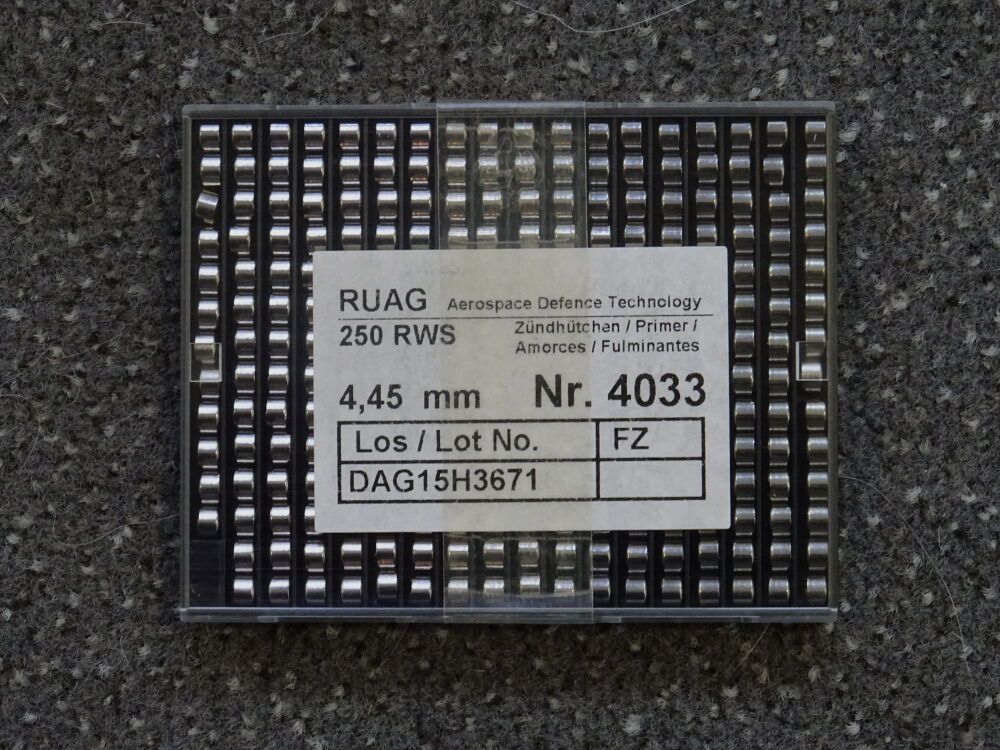 RUAG Aerospace Defence Technology
250 RWS Zündhütchen / Primer /
Amorces / Fulminantes
4,45 mm Nr. 4033
Los / Lot No. FZ
DAG15H3671